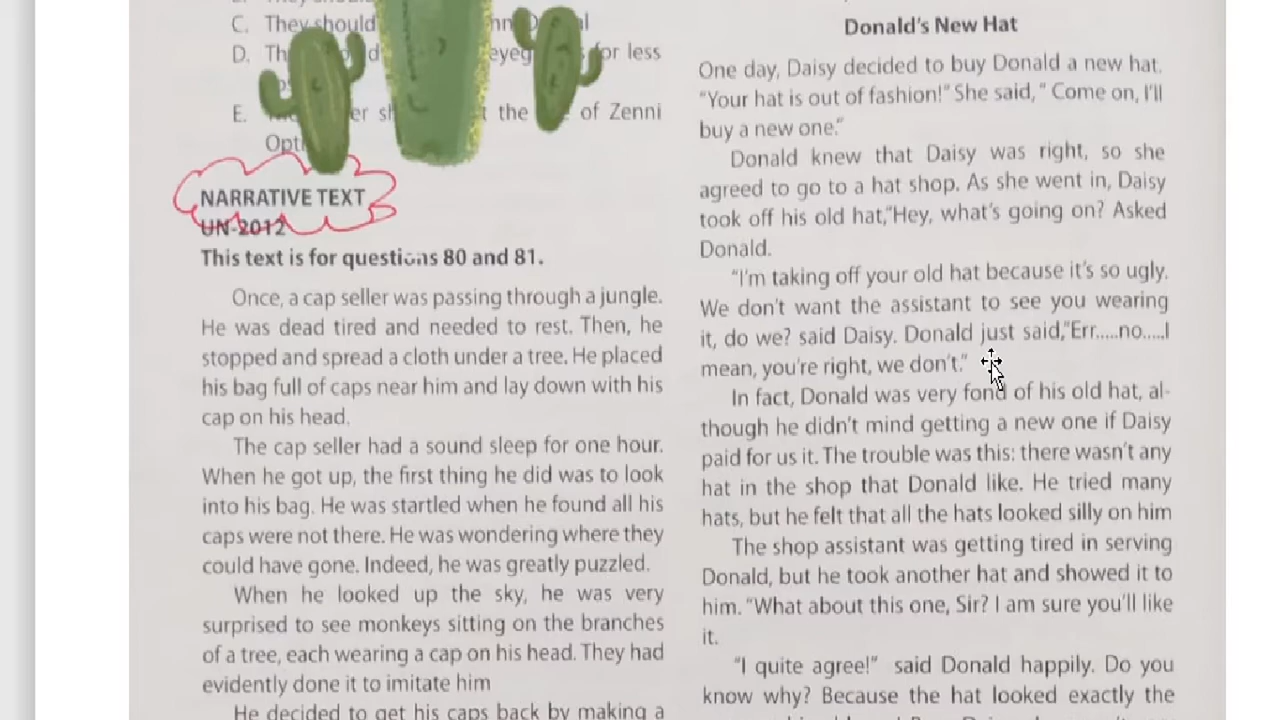 C. They should
D. eyeg for less
E. er the of Zenni
Opti
NARRATIVE TEXT
UN-2012
This text is for questions 80 and 81.
Once, a cap seller was passing through a jungle.
He was dead tired and needed to rest. Then, he
stopped and spread a cloth under a tree. He placed
his bag full of caps near him and lay down with his
cap on his head.
The cap seller had a sound sleep for one hour.
When he got up, the first thing he did was to look
into his bag. He was startled when he found all his
caps were not there. He was wondering where they
could have gone. Indeed, he was greatly puzzled.
When he looked up the sky, he was very
surprised to see monkeys sitting on the branches
of a tree, each wearing a cap on his head. They had
evidently done it to imitate him
He decided to get his caps back by making a
Donald's New Hat
One day, Daisy decided to buy Donald a new hat.
"Your hat is out of fashion!" She said, " Come on, I'll
buy a new one."
Donald knew that Daisy was right, so she
agreed to go to a hat shop. As she went in, Daisy
took off his old hat,"Hey, what's going on? Asked
Donald.
"I'm taking off your old hat because it's so ugly.
We don't want the assistant to see you wearing
it, do we? said Daisy. Donald just said,"Err.....no.....I
mean, you're right, we don't."
In fact, Donald was very fond of his old hat, al-
though he didn't mind getting a new one if Daisy
paid for us it. The trouble was this: there wasn't any
hat in the shop that Donald like. He tried many
hats, but he felt that all the hats looked silly on him
The shop assistant was getting tired in serving
Donald, but he took another hat and showed it to
him. "What about this one, Sir? I am sure you'll like
it.
"I quite agree!" said Donald happily. Do you
know why? Because the hat looked exactly the